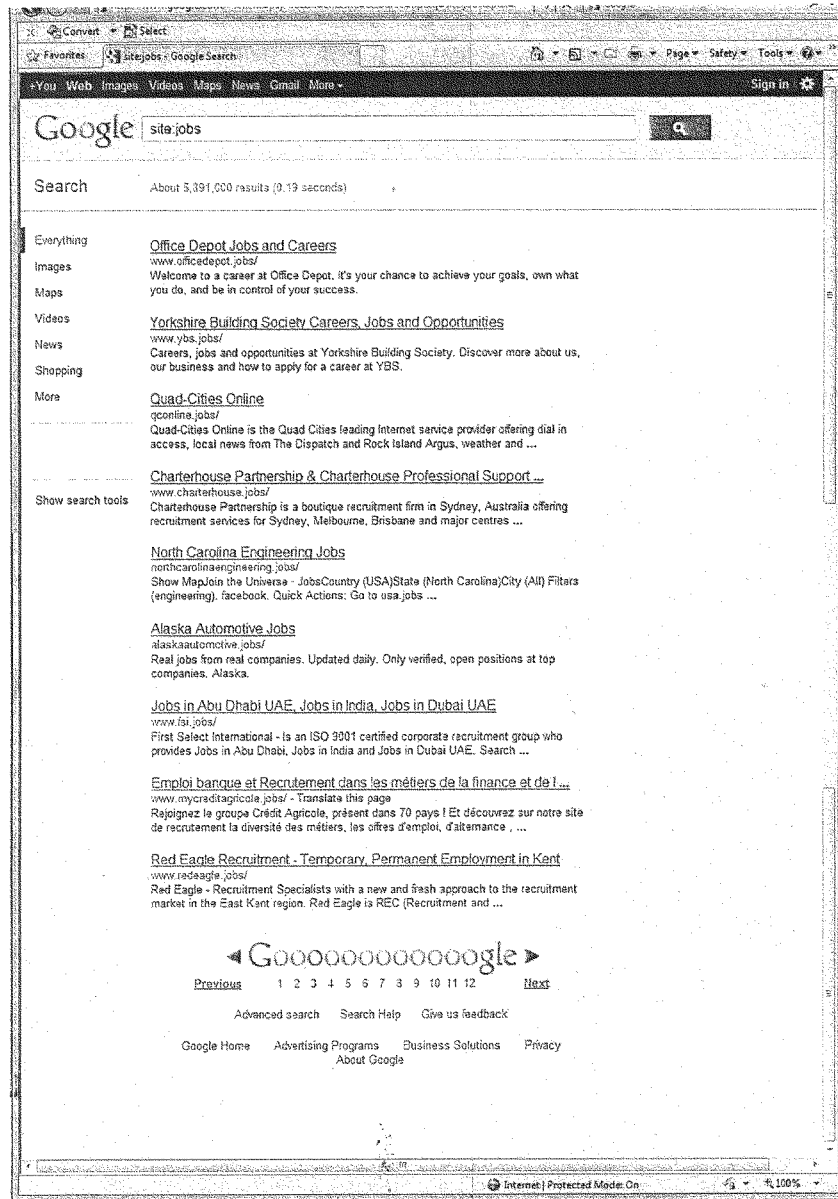 Convert Select
Favorites site:jobs - Google Search Page Safety Tools
+You Web Images Videos Maps News Gmail More Sign in
Google site:jobs
Search About 5,391,000 results (0.19 seconds)
Everything
Images
Maps
Videos
News
Shopping
More
Show search tools
Office Depot Jobs and Careers
www.officedepot.jobs/
Welcome to a career at Office Depot. It's your chance to achieve your goals, own what
you do, and be in control of your success.
Yorkshire Building Society Careers, Jobs and Opportunities
www.ybs.jobs/
Careers, jobs and opportunities at Yorkshire Building Society. Discover more about us,
our business and how to apply for a career at YBS.
Quad-Cities Online
qconline.jobs/
Quad-Cities Online is the Quad Cities leading Internet service provider offering dial in
access, local news from The Dispatch and Rock Island Argus, weather and ...
Charterhouse Partnership & Charterhouse Professional Support ...
www.charterhouse.jobs/
Charterhouse Partnership is a boutique recruitment firm in Sydney, Australia offering
recruitment services for Sydney, Melbourne, Brisbane and major centres ...
North Carolina Engineering Jobs
northcarolinaengineering.jobs/
Show MapJoin the Universe - JobsCountry (USA)State (North Carolina)City (All) Filters
(engineering). facebook. Quick Actions: Go to usa.jobs ...
Alaska Automotive Jobs
alaskaautomotive.jobs/
Real jobs from real companies. Updated daily. Only verified, open positions at top
companies. Alaska.
Jobs in Abu Dhabi UAE, Jobs in India, Jobs in Dubai UAE
www.fsi.jobs/
First Select International - Is an ISO 9001 certified corporate recruitment group who
provides Jobs in Abu Dhabi, Jobs in India and Jobs in Dubai UAE. Search ...
Emploi banque et Recrutement dans les métiers de la finance et de l ...
www.mycreditagricole.jobs/ - Translate this page
Rejoignez le groupe Crédit Agricole, présent dans 70 pays ! Et découvrez sur notre site
de recrutement la diversité des métiers, les offres d'emploi, d'alternance , ...
Red Eagle Recruitment - Temporary, Permanent Employment in Kent
www.redeagle.jobs/
Red Eagle - Recruitment Specialists with a new and fresh approach to the recruitment
market in the East Kent region. Red Eagle is REC (Recruitment and ...
Goooooooooooogle
Previous 1 2 3 4 5 6 7 8 9 10 11 12 Next
Advanced search Search Help Give us feedback
Google Home Advertising Programs Business Solutions Privacy
About Google
Internet | Protected Mode: On 100%